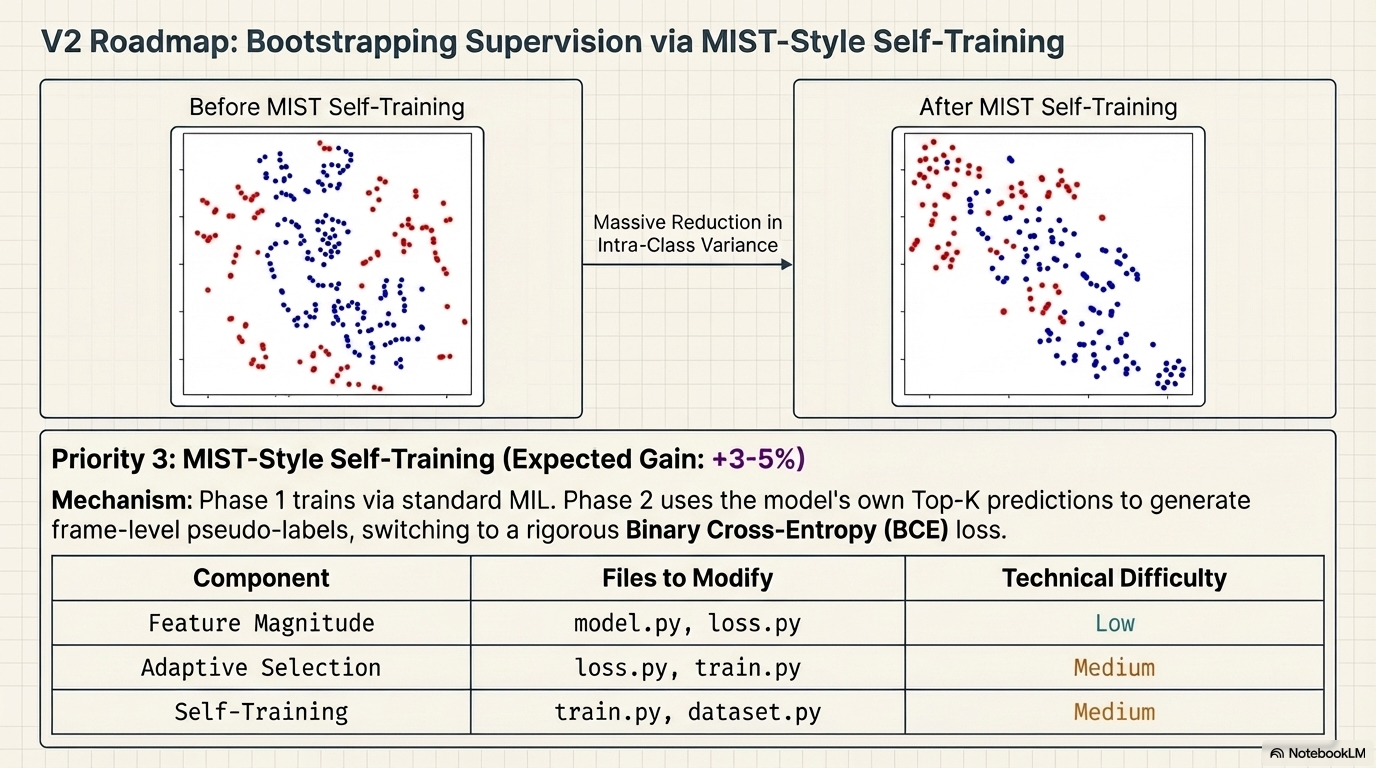 V2 Roadmap: Bootstrapping Supervision via MIST-Style Self-Training
Before MIST Self-Training
After MIST Self-Training
Massive Reduction in
Intra-Class Variance
Priority 3: MIST-Style Self-Training (Expected Gain: +3-5%)
Mechanism: Phase 1 trains via standard MIL. Phase 2 uses the model's own Top-K predictions to generate
frame-level pseudo-labels, switching to a rigorous Binary Cross-Entropy (BCE) loss.
Component Files to Modify Technical Difficulty
Feature Magnitude model.py, loss.py Low
Adaptive Selection loss.py, train.py Medium
Self-Training train.py, dataset.py Medium
NotebookLM